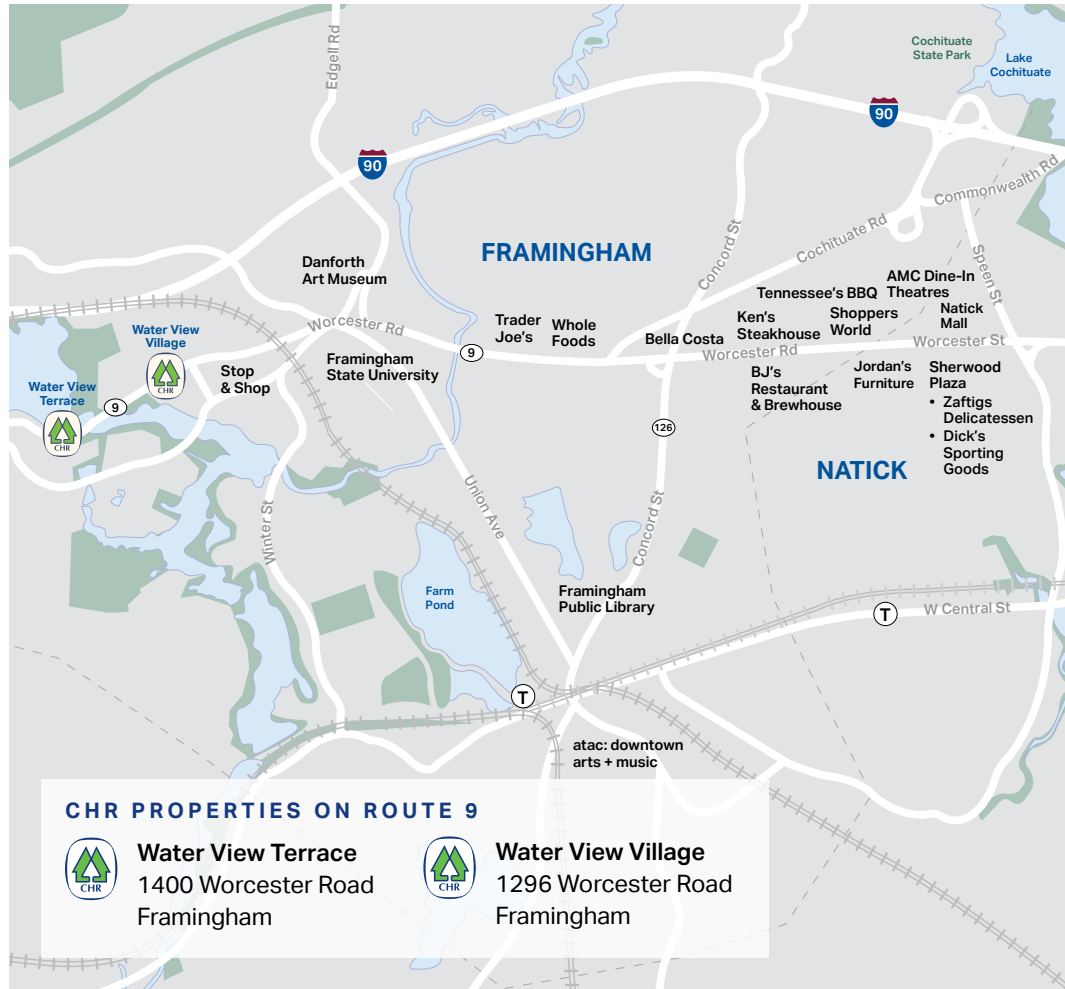 Edgell Rd
Cochituate
State Park
Lake
Cochituate
90
90
Commonwealth Rd
Cochituate Rd
Concord St
Speen St
FRAMINGHAM
Danforth
Art Museum
AMC Dine-In
Theatres
Tennessee's BBQ
Shoppers
World
Natick
Mall
Ken's
Steakhouse
Trader
Joe's
Whole
Foods
Bella Costa
Worcester Rd
9
Worcester Rd
Worcester St
Water View
Village
CHR
Water View
Terrace
CHR
9
Stop
& Shop
Framingham
State University
BJ's
Restaurant
& Brewhouse
Jordan's
Furniture
Sherwood
Plaza
• Zaftigs
Delicatessen
• Dick's
Sporting
Goods
126
NATICK
Union Ave
Winter St
Concord St
Farm
Pond
Framingham
Public Library
T
W Central St
T
atac: downtown
arts + music
CHR PROPERTIES ON ROUTE 9
CHR
Water View Terrace
1400 Worcester Road
Framingham
CHR
Water View Village
1296 Worcester Road
Framingham